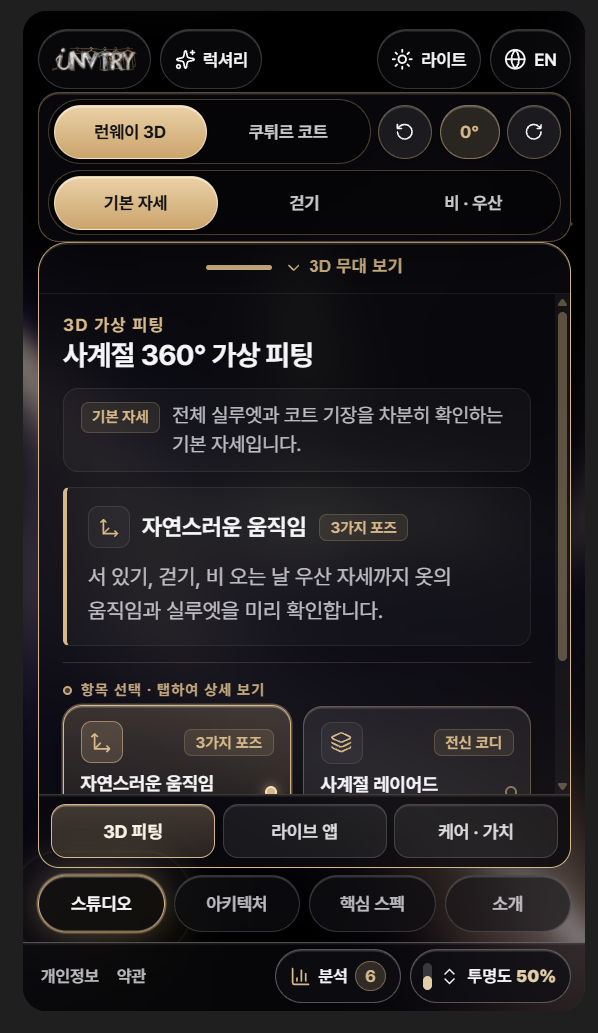 iNVTRY
럭셔리
라이트
EN
런웨이 3D
쿠튀르 코트
0°
기본 자세
걷기
비 · 우산
3D 무대 보기
3D 가상 피팅
사계절 360° 가상 피팅
기본 자세
전체 실루엣과 코트 기장을 차분히 확인하는
기본 자세입니다.
자연스러운 움직임
3가지 포즈
서 있기, 걷기, 비 오는 날 우산 자세까지 옷의
움직임과 실루엣을 미리 확인합니다.
항목 선택 · 탭하여 상세 보기
3가지 포즈
전신 코디
자연스러운 움직임
사계절 레이어드
3D 피팅
라이브 앱
케어 · 가치
스튜디오
아키텍처
핵심 스펙
소개
개인정보
약관
분석
6
투명도 50%